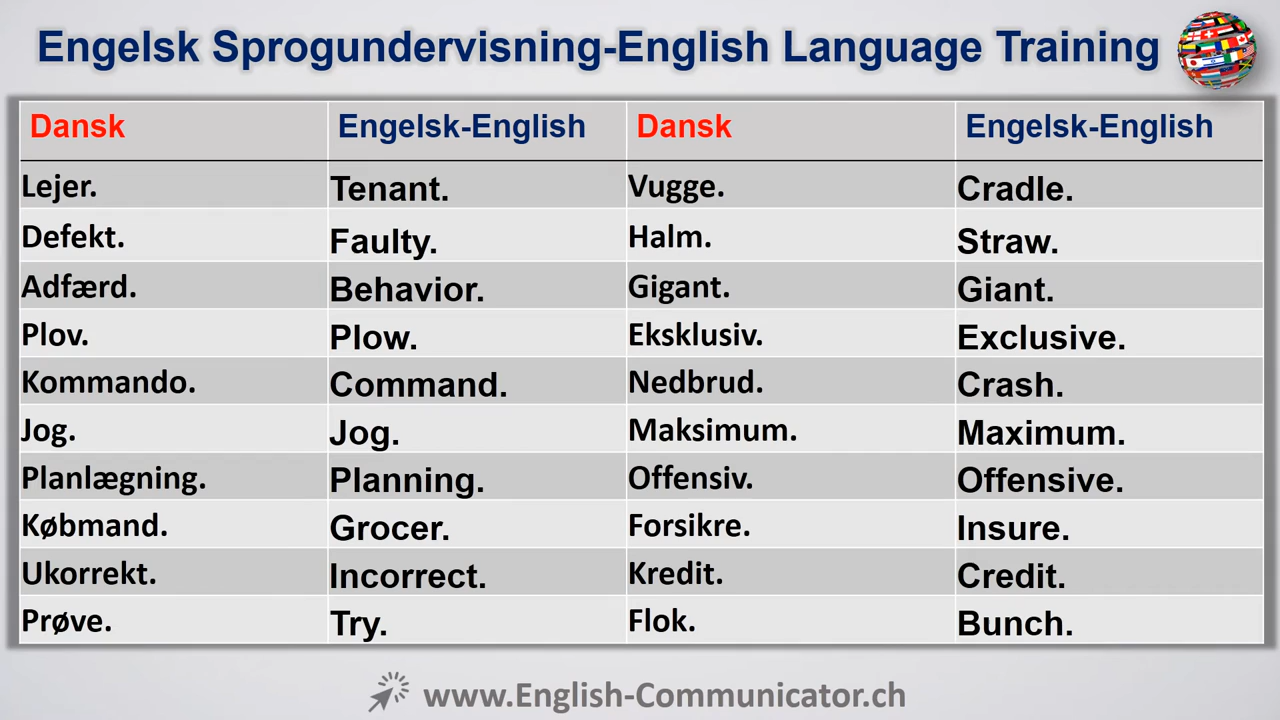 Engelsk Sprogundervisning-English Language Training
Dansk Engelsk-English Dansk Engelsk-English
Lejer. Tenant. Vugge. Cradle.
Defekt. Faulty. Halm. Straw.
Adfærd. Behavior. Gigant. Giant.
Plov. Plow. Eksklusiv. Exclusive.
Kommando. Command. Nedbrud. Crash.
Jog. Jog. Maksimum. Maximum.
Planlægning. Planning. Offensiv. Offensive.
Købmand. Grocer. Forsikre. Insure.
Ukorrekt. Incorrect. Kredit. Credit.
Prøve. Try. Flok. Bunch.
www.English-Communicator.ch